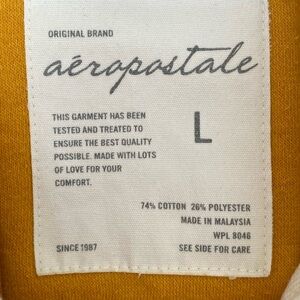 ORIGINAL BRAND
aéropostale
THIS GARMENT HAS BEEN
TESTED AND TREATED TO
ENSURE THE BEST QUALITY
POSSIBLE. MADE WITH LOTS
OF LOVE FOR YOUR
COMFORT.
L
74% COTTON 26% POLYESTER
MADE IN MALAYSIA
WPL 8046
SINCE 1987 SEE SIDE FOR CARE